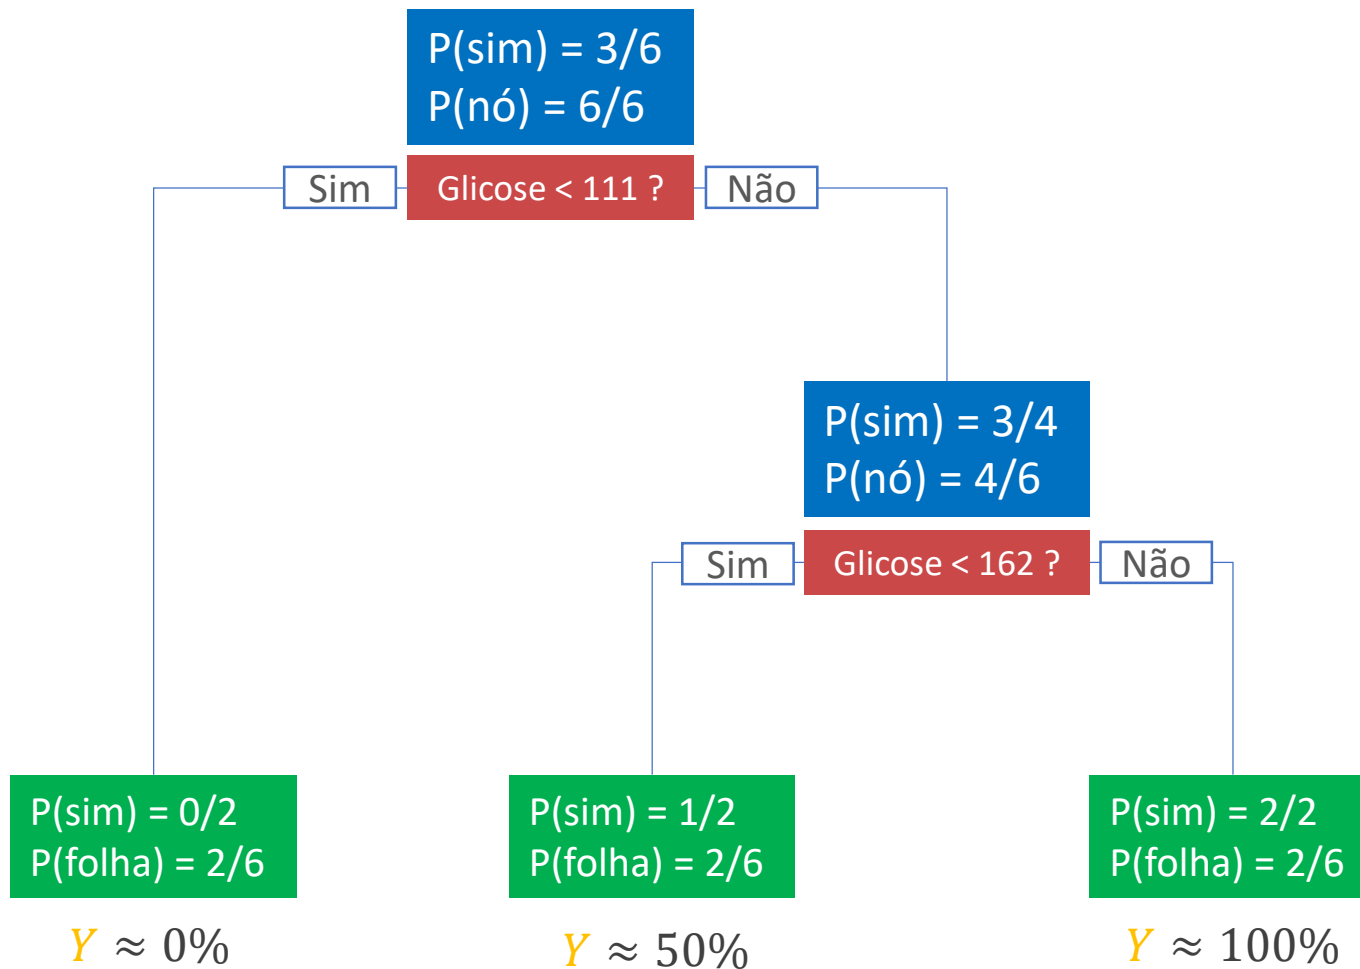 P(sim) = 3/6
P(nó) = 6/6
Sim
Glicose < 111 ?
Não
P(sim) = 3/4
P(nó) = 4/6
Sim
Glicose < 162 ?
Não
P(sim) = 0/2
P(folha) = 2/6
Y ≈ 0%
P(sim) = 1/2
P(folha) = 2/6
Y ≈ 50%
P(sim) = 2/2
P(folha) = 2/6
Y ≈ 100%